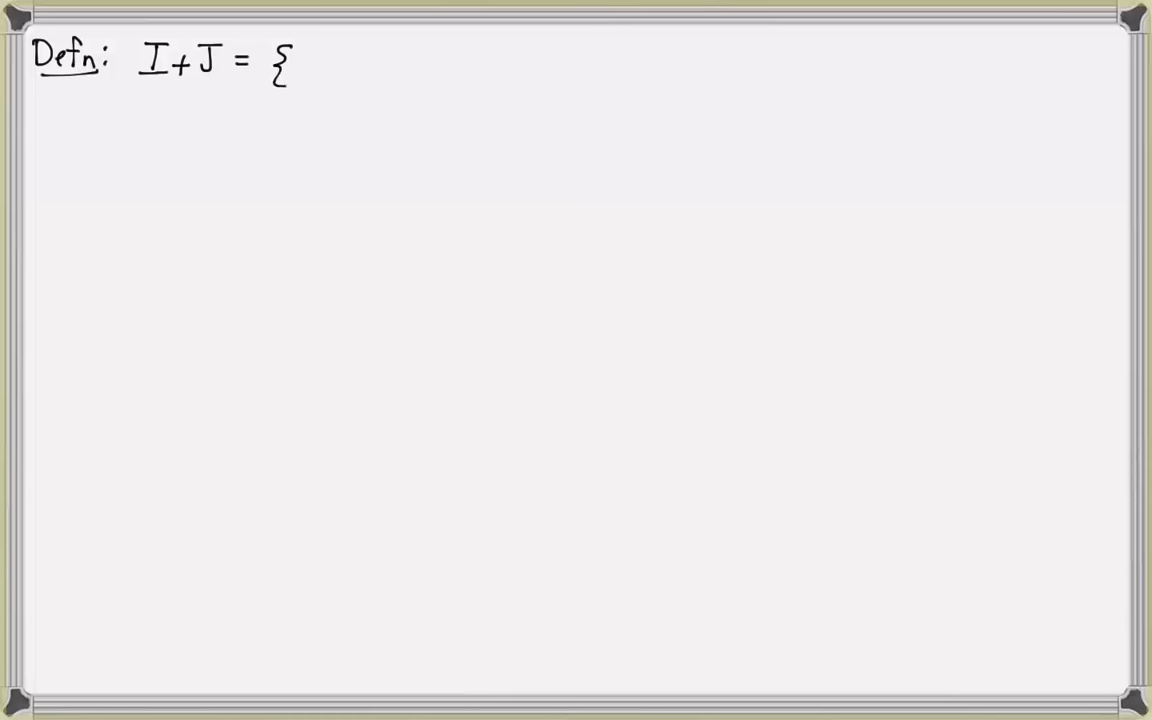 Defn: I+J = {